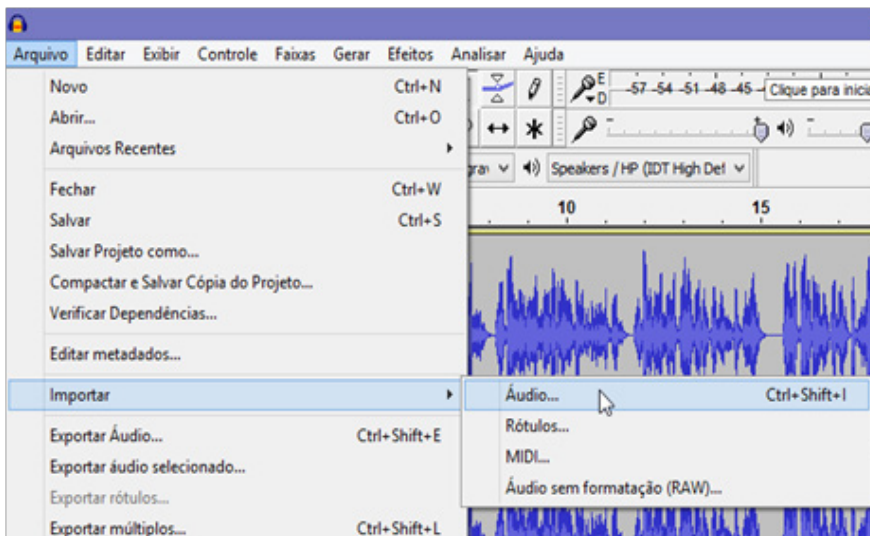 Arquivo Editar Exibir Controle Faixas Gerar Efeitos Analisar Ajuda
Novo Ctrl+N
Abrir... Ctrl+O
Arquivos Recentes
Fechar Ctrl+W
Salvar Ctrl+S
Salvar Projeto como...
Compactar e Salvar Cópia do Projeto...
Verificar Dependências...
Editar metadados...
Importar
Exportar Áudio... Ctrl+Shift+E
Exportar áudio selecionado...
Exportar rótulos...
Exportar múltiplos... Ctrl+Shift+L
Áudio... Ctrl+Shift+I
Rótulos...
MIDI...
Áudio sem formatação (RAW)...
E
D
-57 -54 -51 -48 -45 Clique para inicia
Speakers / HP (IDT High Def
10 15